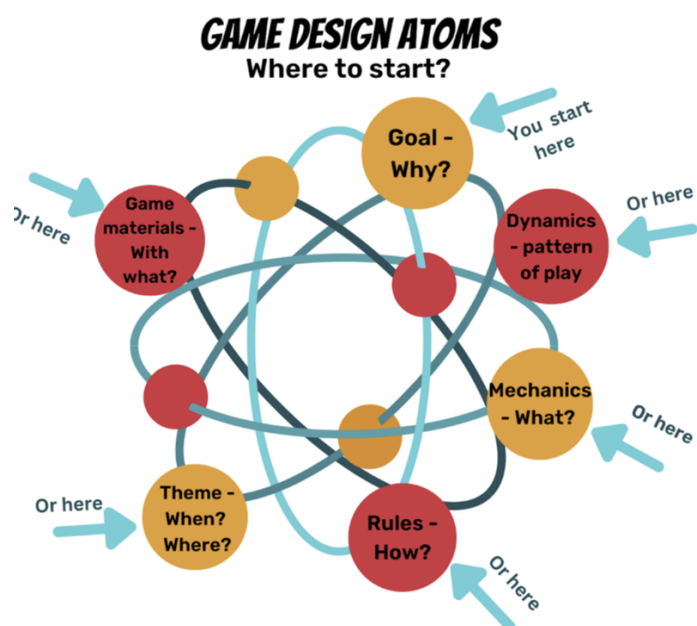 GAME DESIGN ATOMS
Where to start?
Goal -
Why?
You start
here
Dynamics
- pattern
of play
Or here
Mechanics
- What?
Or here
Rules -
How?
Or here
Theme -
When?
Where?
Or here
Game
materials -
With
what?
Or here